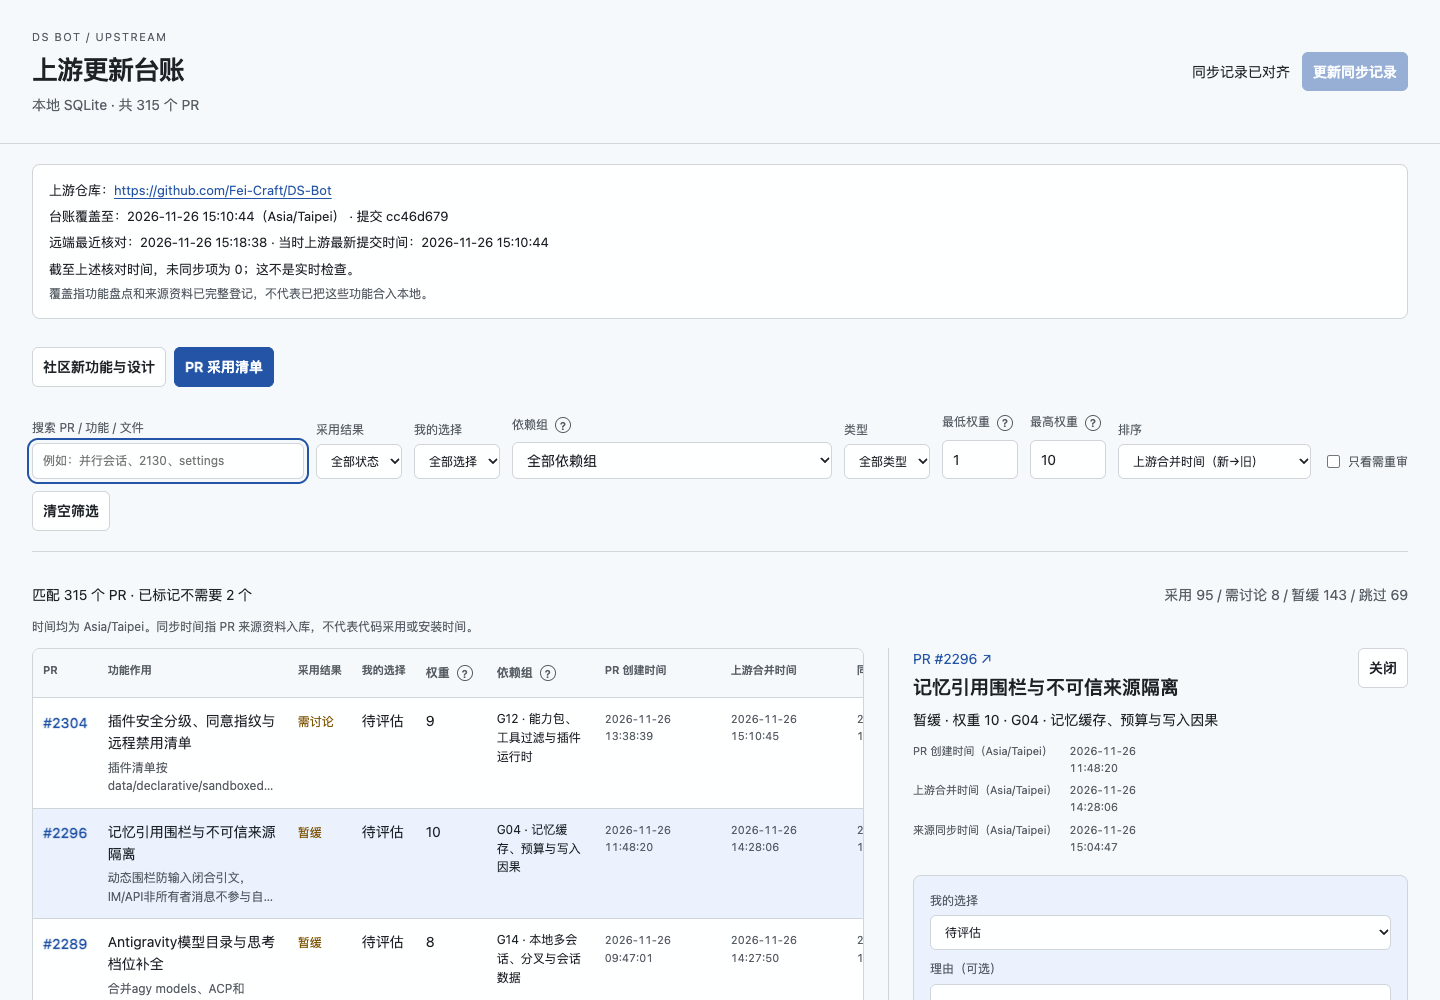 DS BOT / UPSTREAM
上游更新台账
本地 SQLite · 共 315 个 PR
同步记录已对齐
更新同步记录
上游仓库：https://github.com/Fei-Craft/DS-Bot
台账覆盖至：2026-11-26 15:10:44（Asia/Taipei） · 提交 cc46d679
远端最近核对：2026-11-26 15:18:38 · 当时上游最新提交时间：2026-11-26 15:10:44
截至上述核对时间，未同步项为 0；这不是实时检查。
覆盖指功能盘点和来源资料已完整登记，不代表已把这些功能合入本地。
社区新功能与设计
PR 采用清单
搜索 PR / 功能 / 文件
例如：并行会话、2130、settings
采用结果
全部状态
我的选择
全部选择
依赖组 ?
全部依赖组
类型
全部类型
最低权重 ?
1
最高权重 ?
10
排序
上游合并时间（新→旧）
只看需重审
清空筛选
匹配 315 个 PR · 已标记不需要 2 个
采用 95 / 需讨论 8 / 暂缓 143 / 跳过 69
时间均为 Asia/Taipei。同步时间指 PR 来源资料入库，不代表代码采用或安装时间。
PR 功能作用 采用结果 我的选择 权重 ? 依赖组 ? PR 创建时间 上游合并时间
#2304
插件安全分级、同意指纹与
远程禁用清单
插件清单按
data/declarative/sandboxed...
需讨论
待评估
9
G12 · 能力包、
工具过滤与插件
运行时
2026-11-26
13:38:39
2026-11-26
15:10:45
2
1
#2296
记忆引用围栏与不可信来源
隔离
动态围栏防输入闭合引文，
IM/API非所有者消息不参与自...
暂缓
待评估
10
G04 · 记忆缓
存、预算与写入
因果
2026-11-26
11:48:20
2026-11-26
14:28:06
2
1
#2289
Antigravity模型目录与思考
档位补全
合并agy models、ACP和
暂缓
待评估
8
G14 · 本地多会
话、分叉与会话
数据
2026-11-26
09:47:01
2026-11-26
14:27:50
2
1
PR #2296 ↗
记忆引用围栏与不可信来源隔离
关闭
暂缓 · 权重 10 · G04 · 记忆缓存、预算与写入因果
PR 创建时间（Asia/Taipei） 2026-11-26
11:48:20
上游合并时间（Asia/Taipei） 2026-11-26
14:28:06
来源同步时间（Asia/Taipei） 2026-11-26
15:04:47
我的选择
待评估
理由（可选）